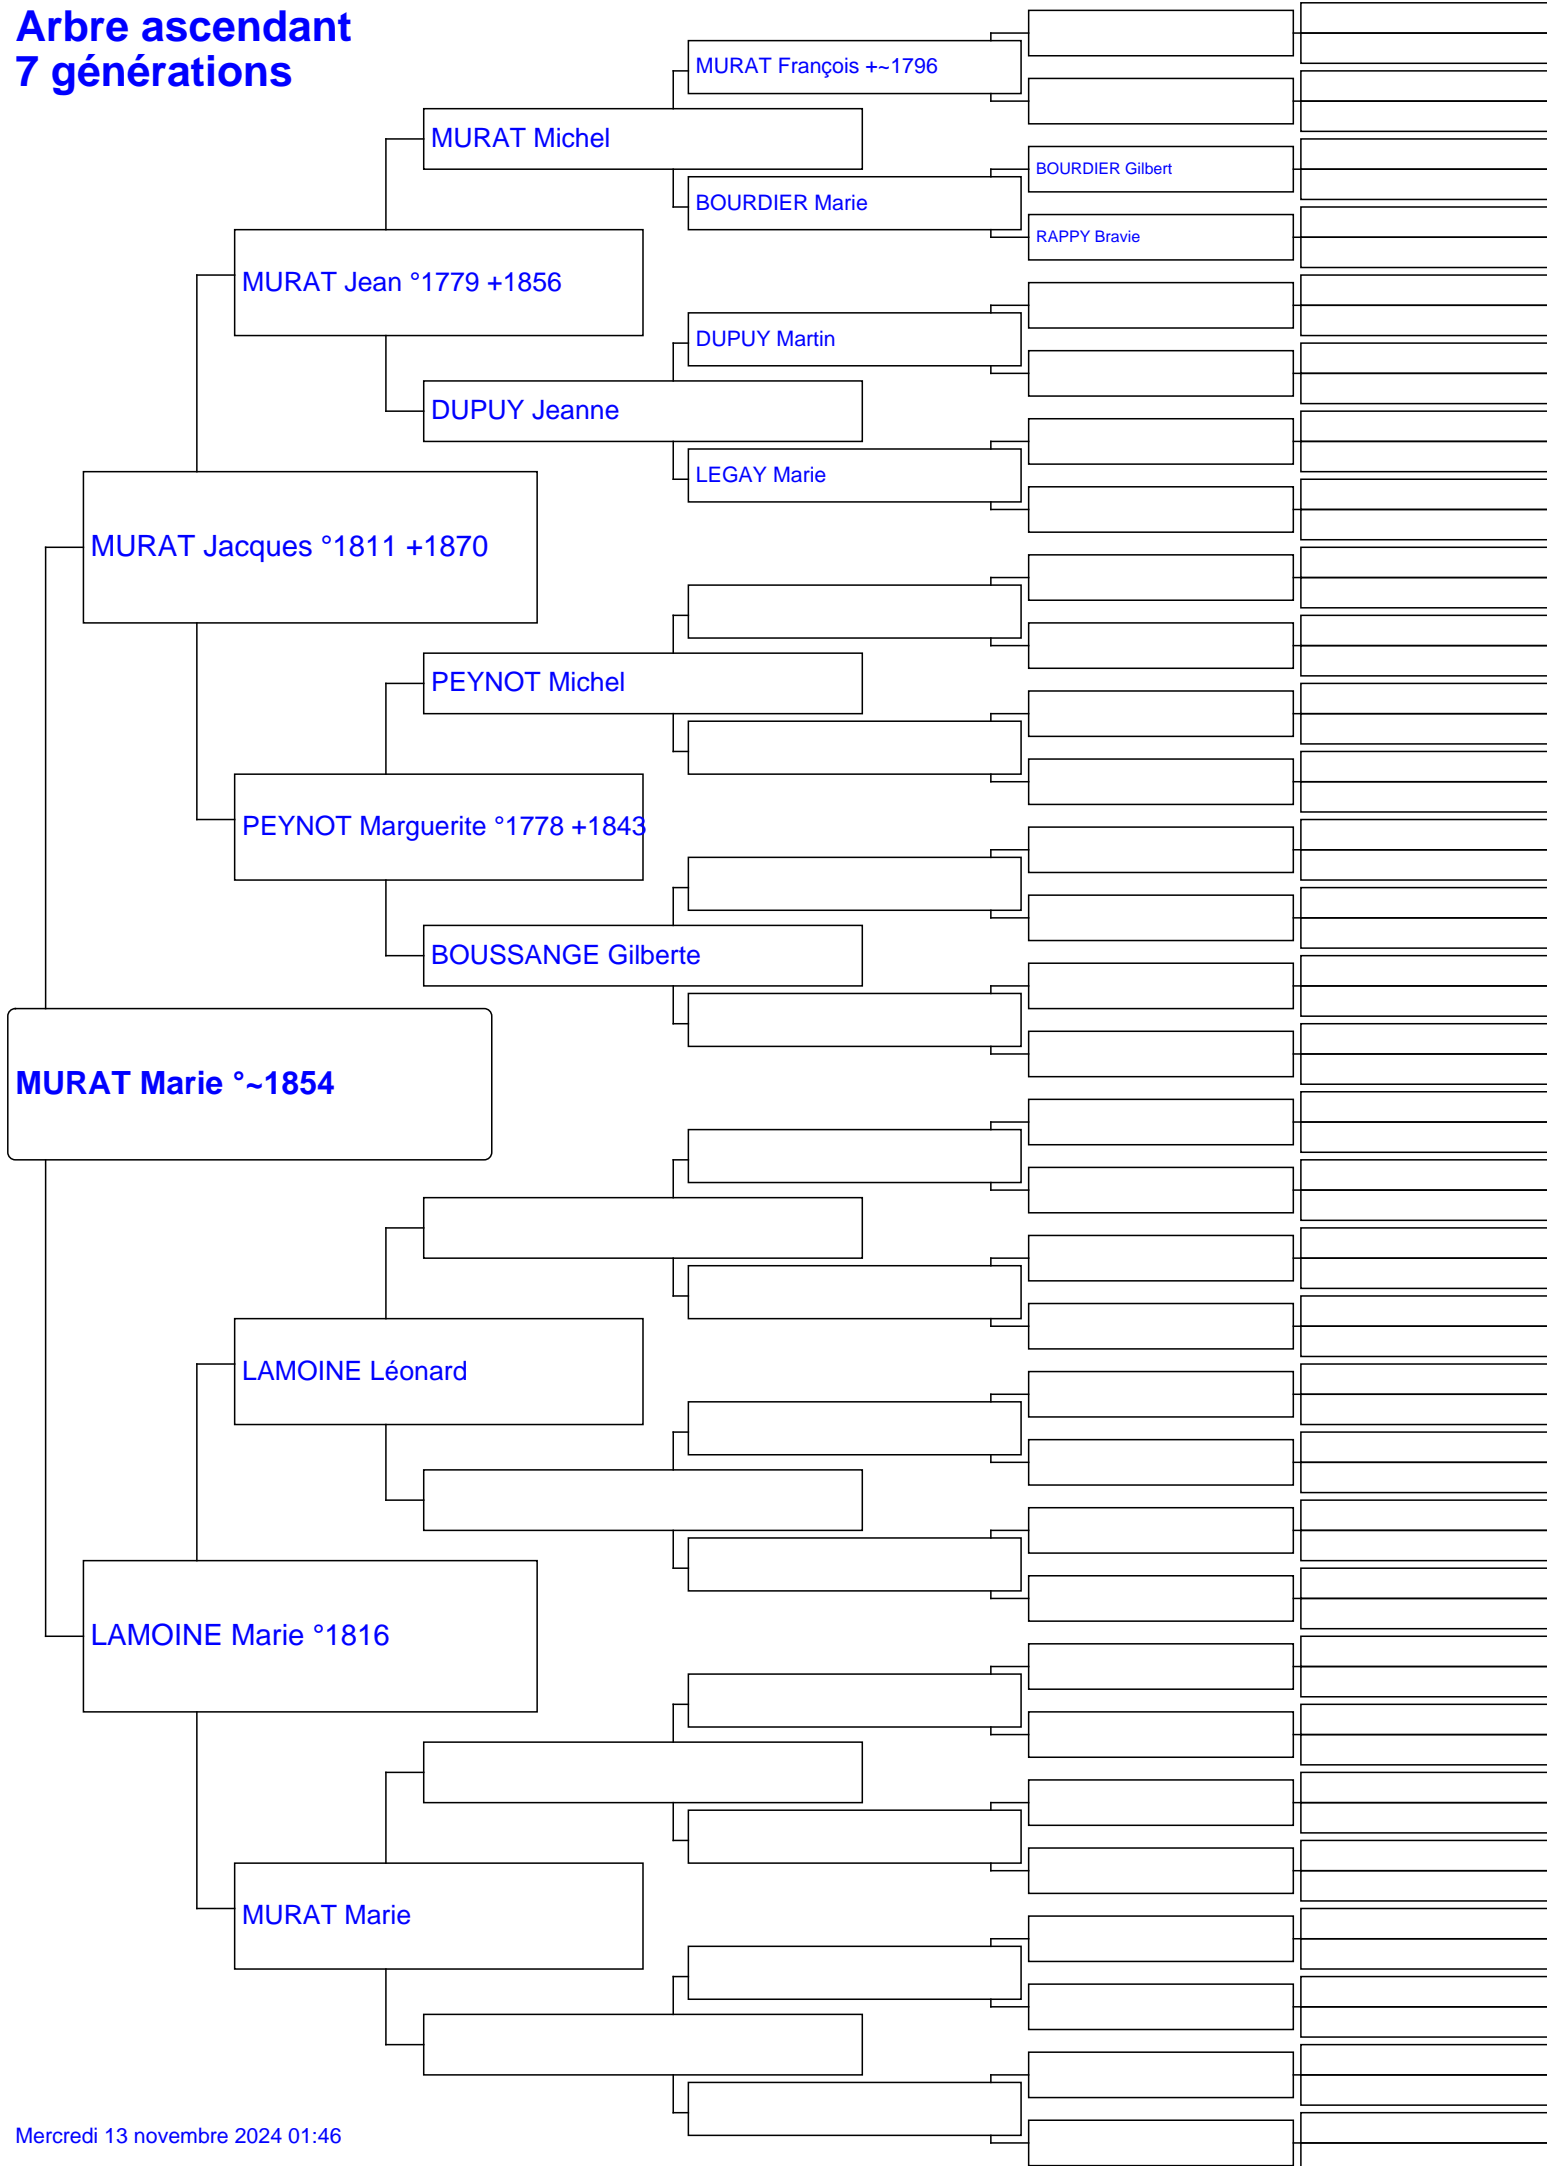 Arbre ascendant
7 générations
MURAT François +~1796
MURAT Michel
BOURDIER Gilbert
BOURDIER Marie
RAPPY Bravie
MURAT Jean °1779 +1856
DUPUY Martin
DUPUY Jeanne
LEGAY Marie
MURAT Jacques °1811 +1870
PEYNOT Michel
PEYNOT Marguerite °1778 +1843
BOUSSANGE Gilberte
MURAT Marie °~1854
LAMOINE Léonard
LAMOINE Marie °1816
MURAT Marie
Mercredi 13 novembre 2024 01:46